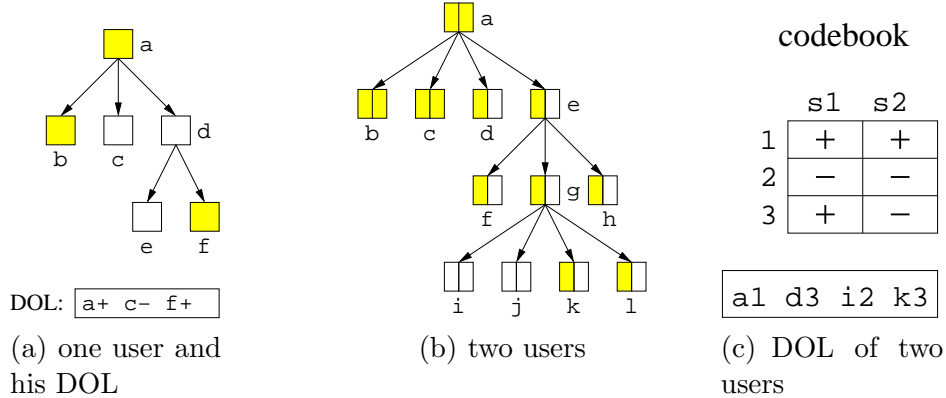 a
b c d
e f
DOL: a+ c- f+
(a) one user and
his DOL
a
b c d e
f g h
i j k l
(b) two users
codebook
s1 s2
1 + +
2 − −
3 + −
a1 d3 i2 k3
(c) DOL of two
users